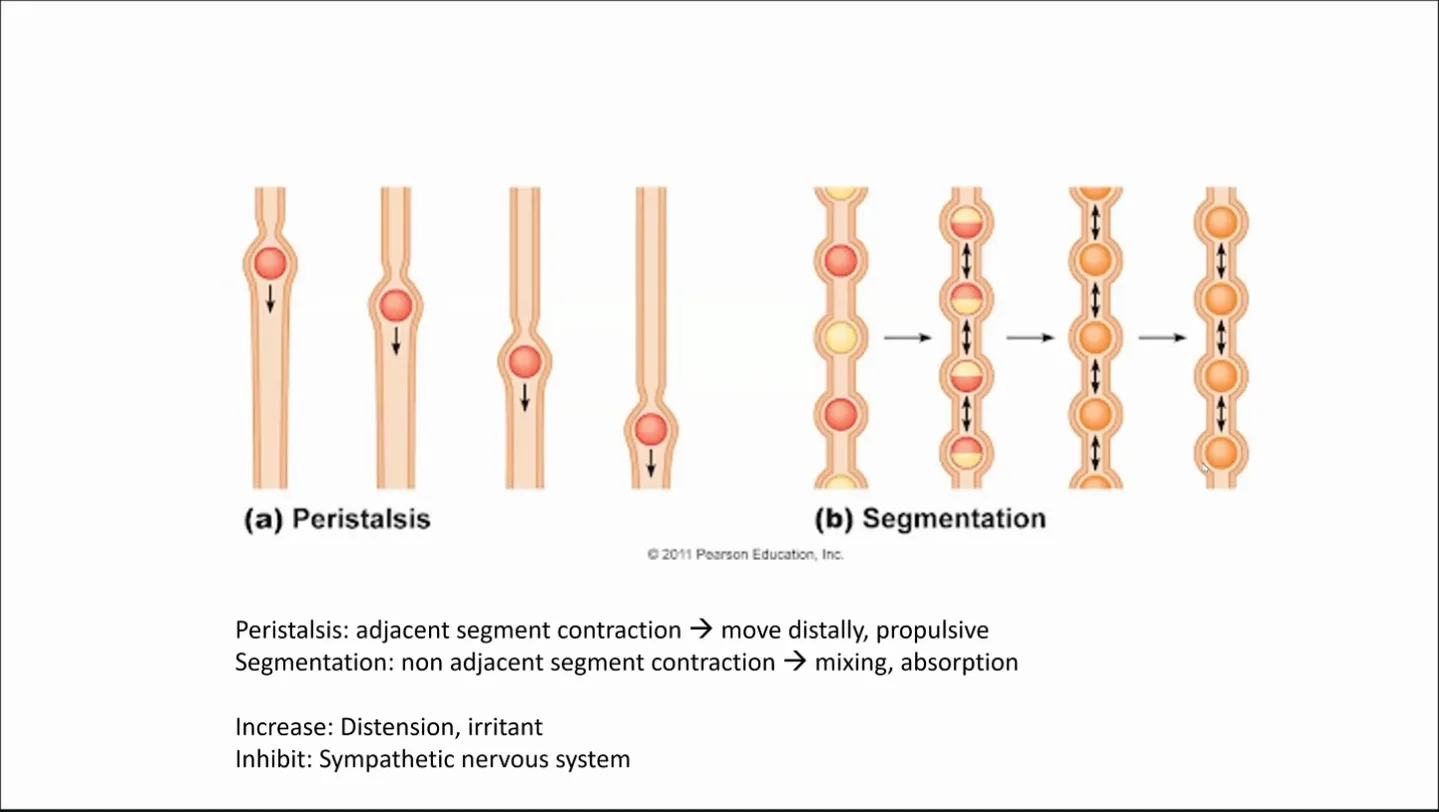 (a) Peristalsis
(b) Segmentation
© 2011 Pearson Education, Inc.
Peristalsis: adjacent segment contraction → move distally, propulsive
Segmentation: non adjacent segment contraction → mixing, absorption
Increase: Distension, irritant
Inhibit: Sympathetic nervous system